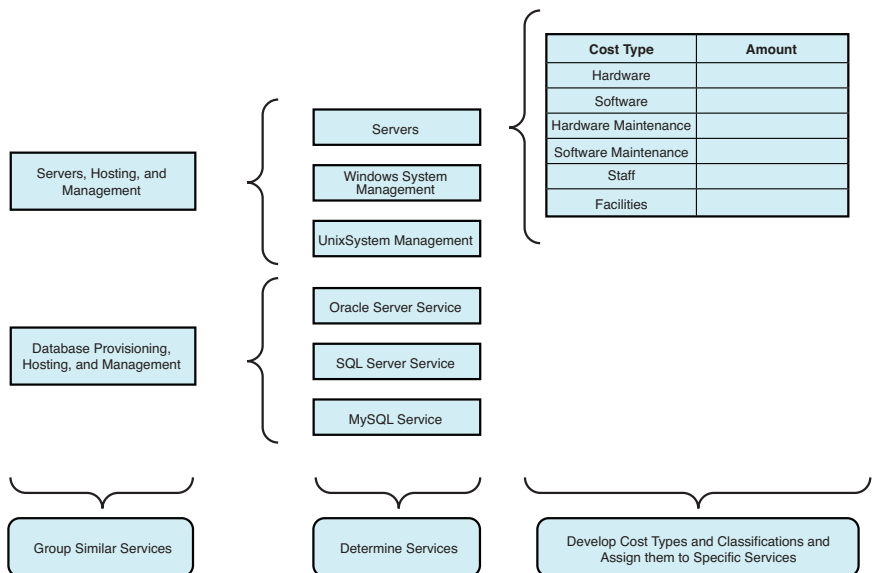 Cost Type Amount
Hardware
Software
Hardware Maintenance
Software Maintenance
Staff
Facilities
Servers
Windows System
Management
UnixSystem Management
Servers, Hosting, and
Management
Oracle Server Service
SQL Server Service
MySQL Service
Database Provisioning,
Hosting, and Management
Group Similar Services
Determine Services
Develop Cost Types and Classifications and
Assign them to Specific Services